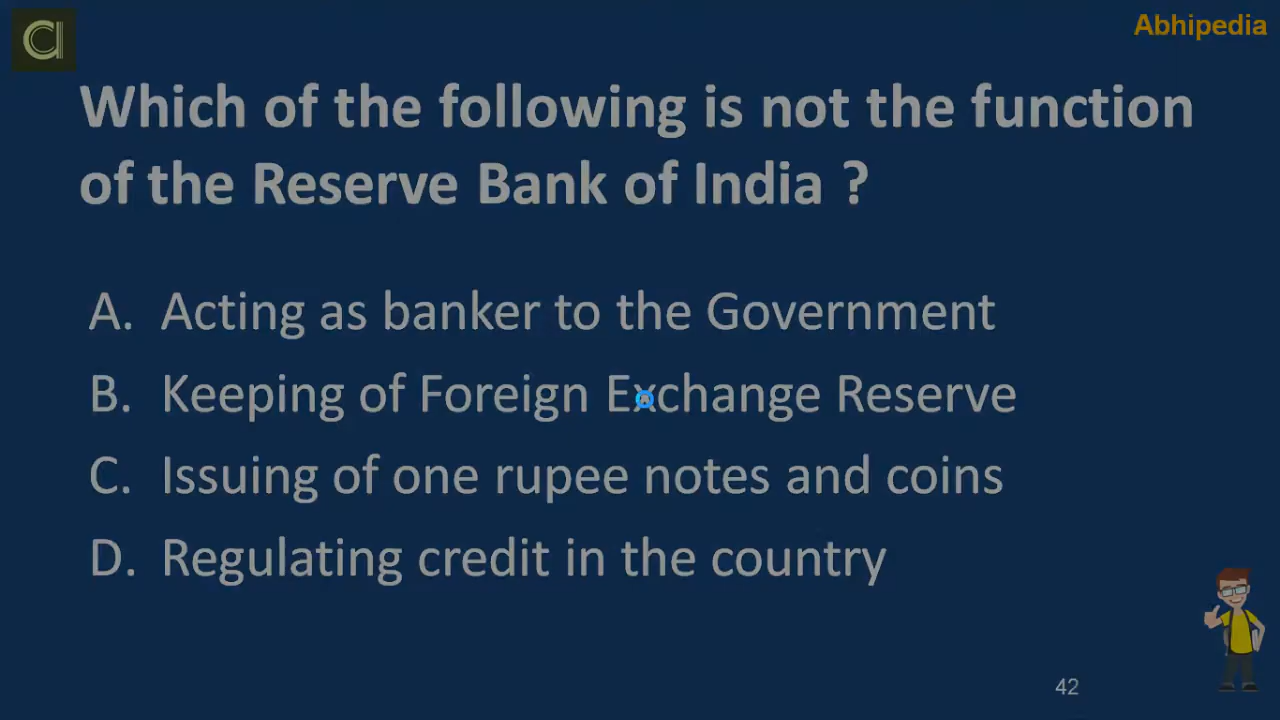 Abhipedia
Which of the following is not the function
of the Reserve Bank of India ?
A. Acting as banker to the Government
B. Keeping of Foreign Exchange Reserve
C. Issuing of one rupee notes and coins
D. Regulating credit in the country
42